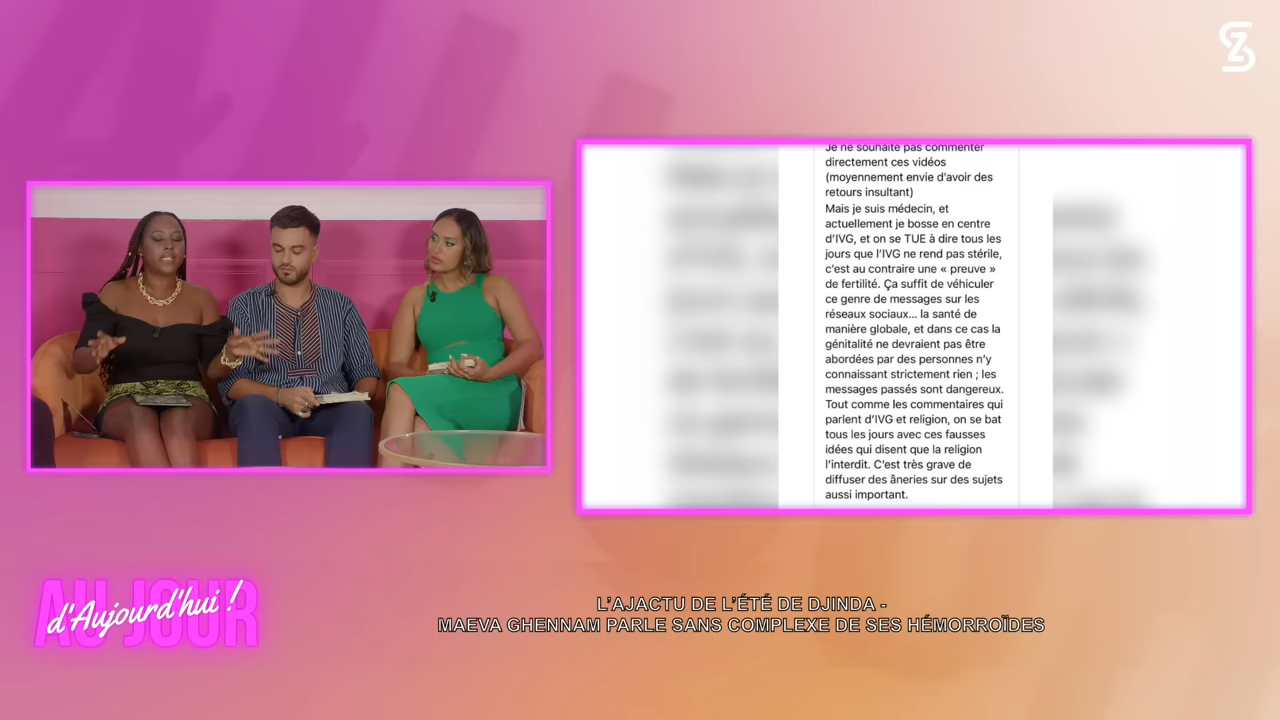 Je ne souhaite pas commenter
directement ces vidéos
(moyennement envie d'avoir des
retours insultant)
Mais je suis médecin, et
actuellement je bosse en centre
d'IVG, et on se TUE à dire tous les
jours que l'IVG ne rend pas stérile,
c'est au contraire une « preuve »
de fertilité. Ça suffit de véhiculer
ce genre de messages sur les
réseaux sociaux... la santé de
manière globale, et dans ce cas la
génitalité ne devraient pas être
abordées par des personnes n'y
connaissant strictement rien ; les
messages passés sont dangereux.
Tout comme les commentaires qui
parlent d'IVG et religion, on se bat
tous les jours avec ces fausses
idées qui disent que la religion
l'interdit. C'est très grave de
diffuser des âneries sur des sujets
aussi important.
AU JOUR
d'Aujourd'hui !
L'AJACTU DE L'ÉTÉ DE DJINDA -
MAEVA GHENNAM PARLE SANS COMPLEXE DE SES HÉMORROÏDES